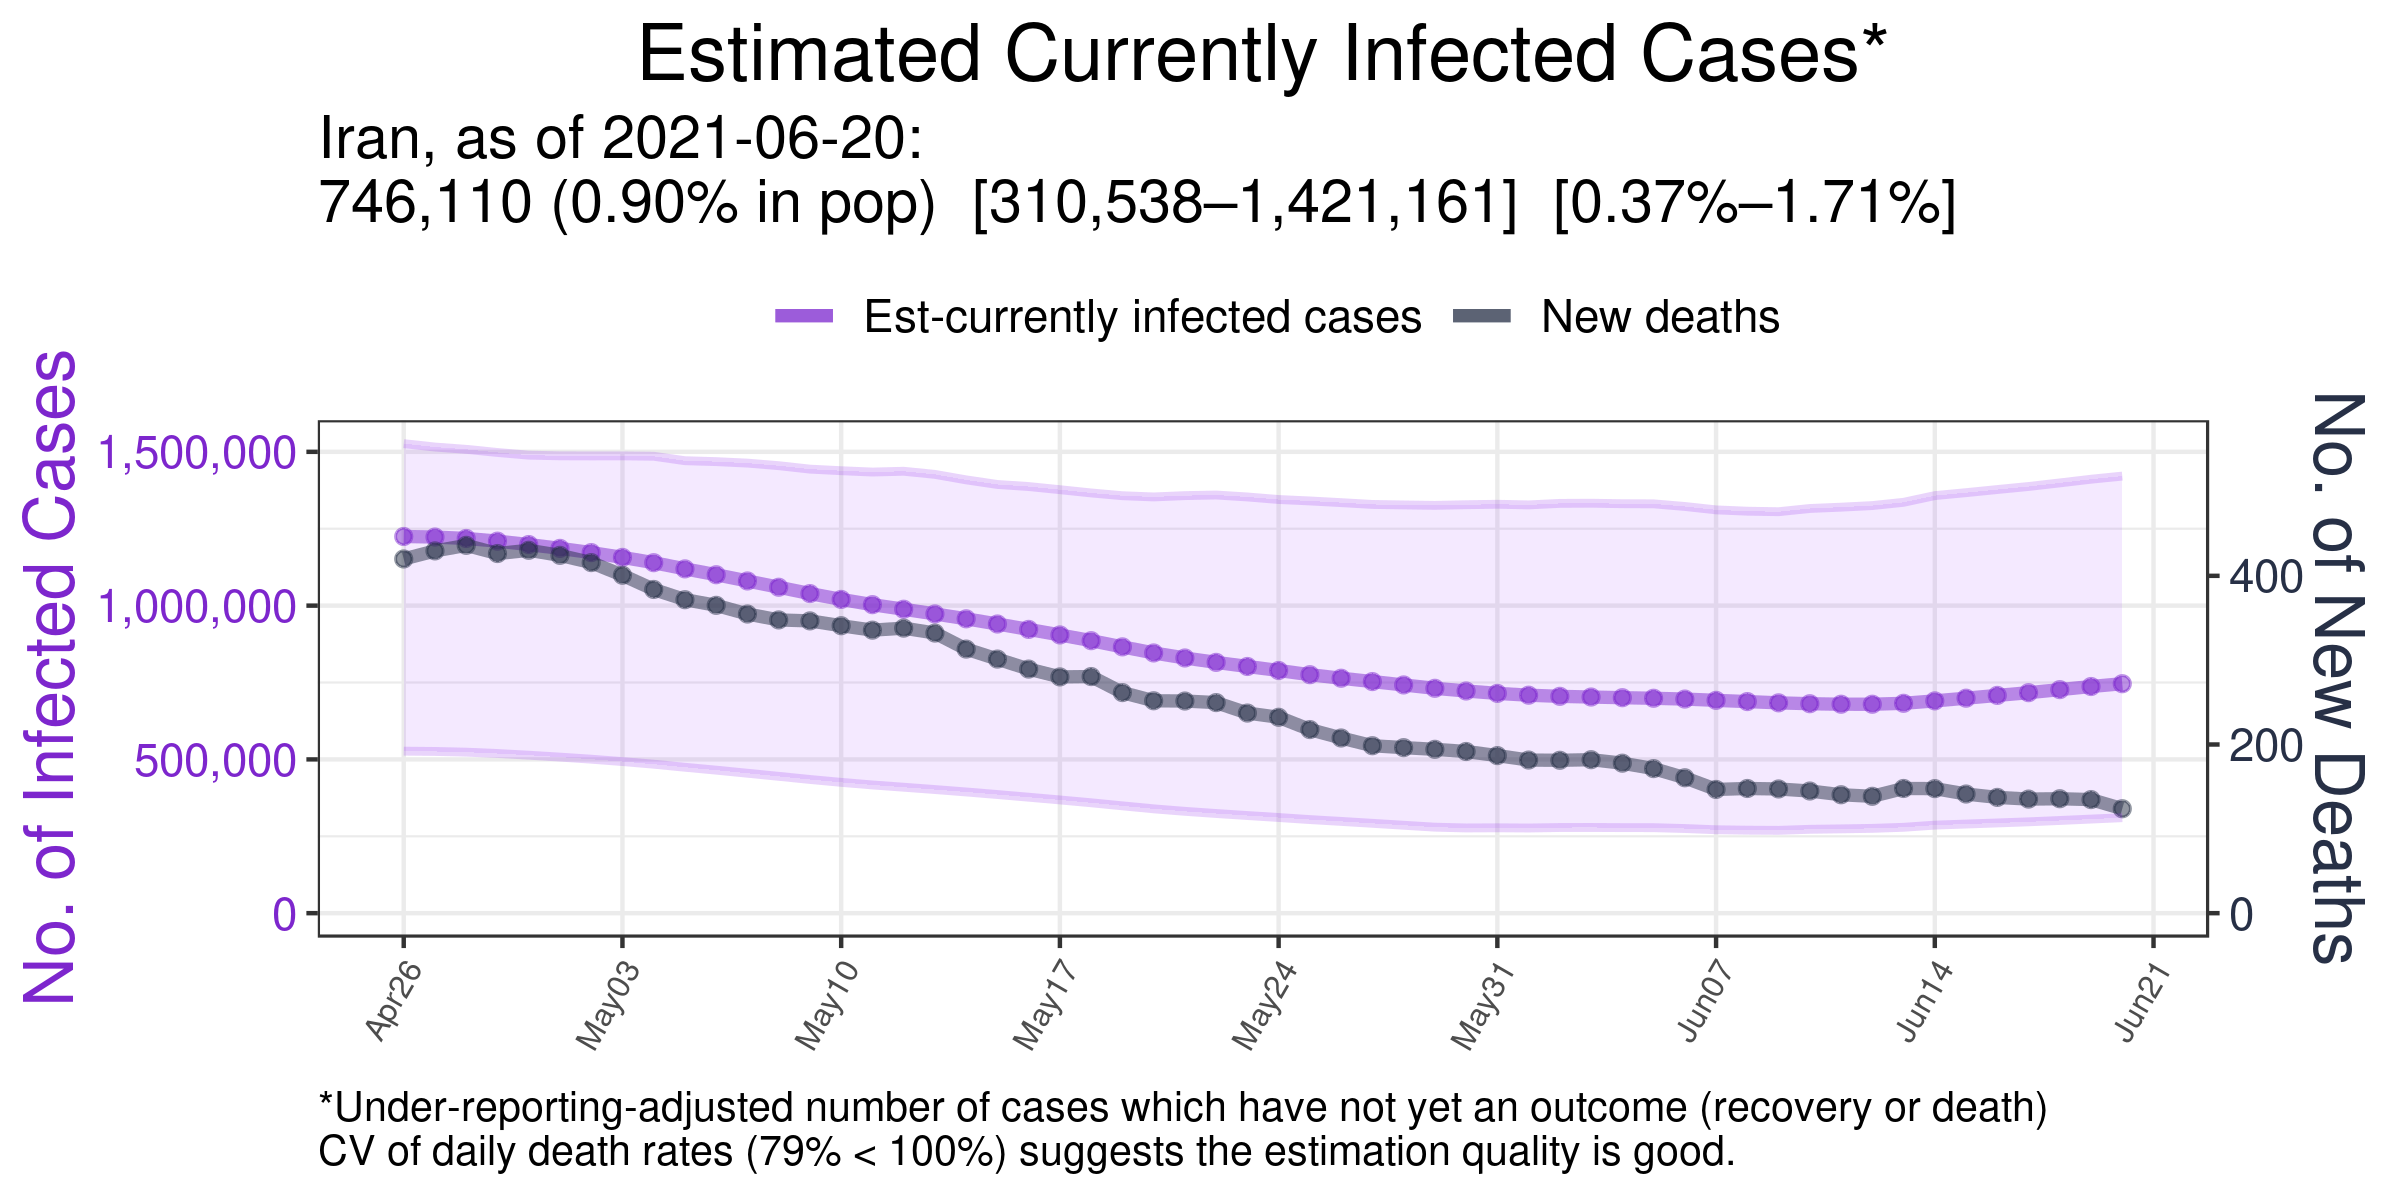 Estimated Currently Infected Cases*
Iran, as of 2021-06-20:
746,110 (0.90% in pop) [310,538–1,421,161] [0.37%–1.71%]
Est-currently infected cases
New deaths
No. of Infected Cases
1,500,000
1,000,000
500,000
0
No. of New Deaths
400
200
0
Apr26
May03
May10
May17
May24
May31
Jun07
Jun14
Jun21
*Under-reporting-adjusted number of cases which have not yet an outcome (recovery or death)
CV of daily death rates (79% < 100%) suggests the estimation quality is good.